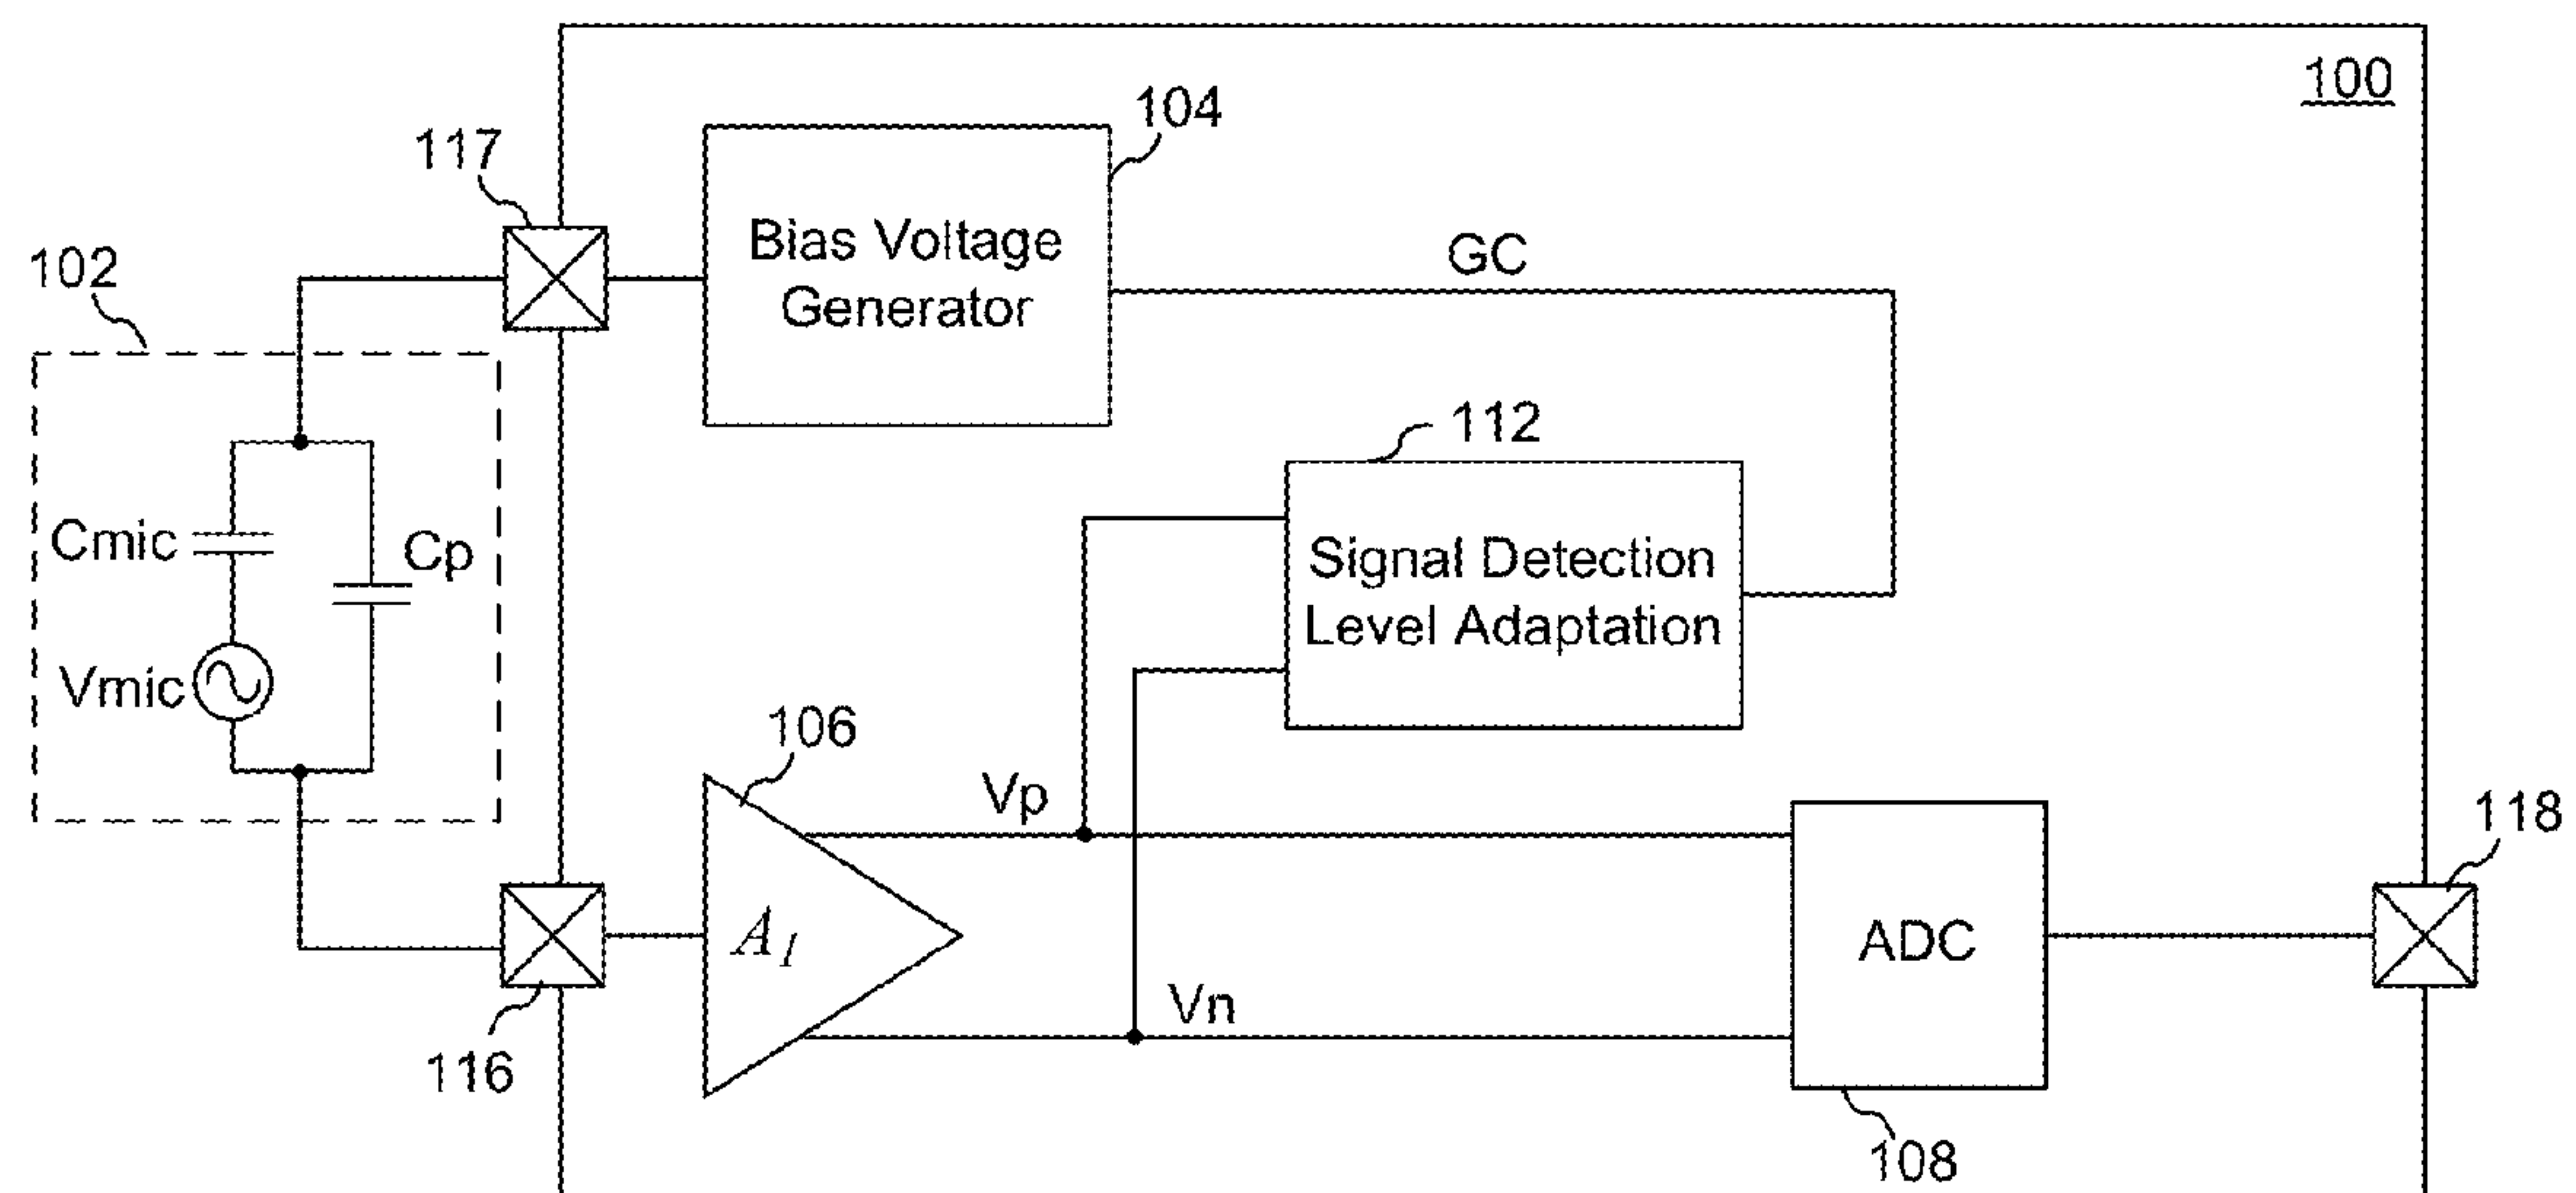 100
104
117
Bias Voltage
Generator
GC
102
112
Cmic
Cp
Signal Detection
Level Adaptation
Vmic
106
Vp
118
A1
ADC
Vn
116
108